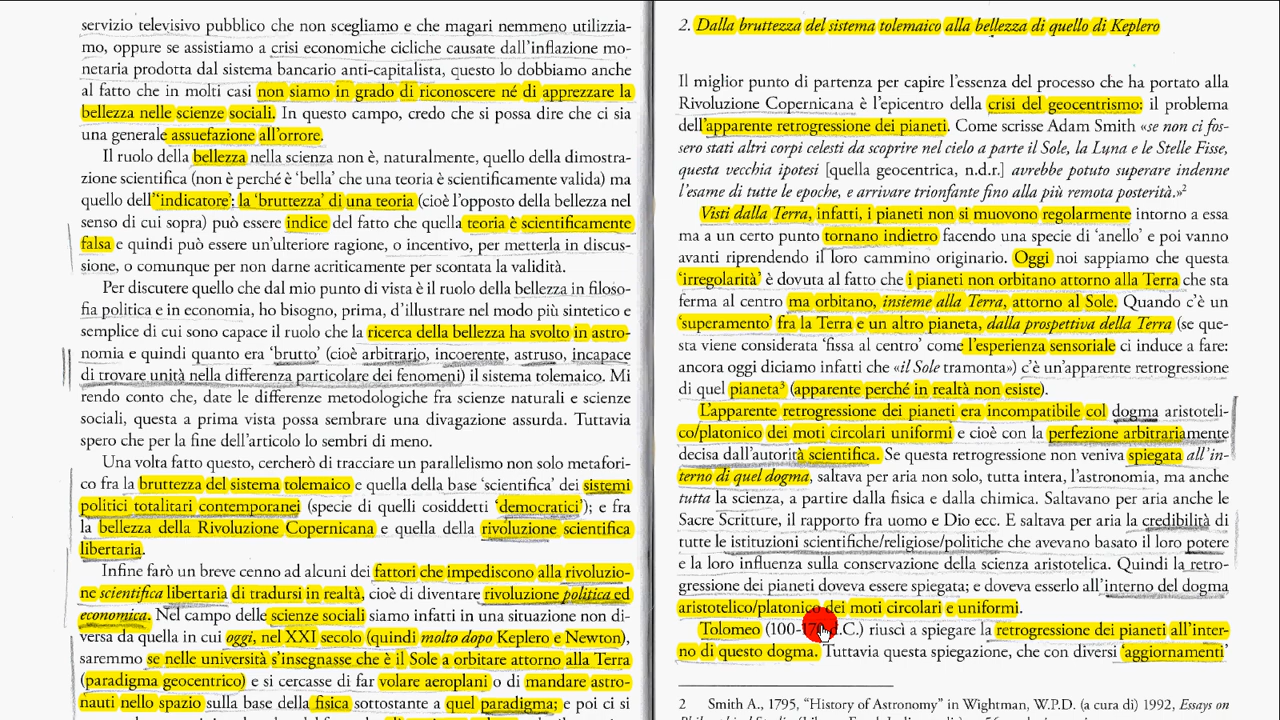 servizio televisivo pubblico che non scegliamo e che magari nemmeno utilizzia-
mo, oppure se assistiamo a crisi economiche cicliche causate dall'inflazione mo-
netaria prodotta dal sistema bancario anti-capitalista, questo lo dobbiamo anche
al fatto che in molti casi non siamo in grado di riconoscere né di apprezzare la
bellezza nelle scienze sociali. In questo campo, credo che si possa dire che ci sia
una generale assuefazione all'orrore.
Il ruolo della bellezza nella scienza non è, naturalmente, quello della dimostra-
zione scientifica (non è perché è 'bella' che una teoria è scientificamente valida) ma
quello dell''indicatore': la 'bruttezza' di una teoria (cioè l'opposto della bellezza nel
senso di cui sopra) può essere indice del fatto che quella teoria è scientificamente
falsa e quindi può essere un'ulteriore ragione, o incentivo, per metterla in discus-
sione, o comunque per non darne acriticamente per scontata la validità.
Per discutere quello che dal mio punto di vista è il ruolo della bellezza in filoso-
fia politica e in economia, ho bisogno, prima, d'illustrare nel modo più sintetico e
semplice di cui sono capace il ruolo che la ricerca della bellezza ha svolto in astro-
nomia e quindi quanto era 'brutto' (cioè arbitrario, incoerente, astruso, incapace
di trovare unità nella differenza particolare dei fenomeni) il sistema tolemaico. Mi
rendo conto che, date le differenze metodologiche fra scienze naturali e scienze
sociali, questa a prima vista possa sembrare una divagazione assurda. Tuttavia
spero che per la fine dell'articolo lo sembri di meno.
Una volta fatto questo, cercherò di tracciare un parallelismo non solo metafori-
co fra la bruttezza del sistema tolemaico e quella della base 'scientifica' dei sistemi
politici totalitari contemporanei (specie di quelli cosiddetti 'democratici'); e fra
la bellezza della Rivoluzione Copernicana e quella della rivoluzione scientifica
libertaria.
Infine farò un breve cenno ad alcuni dei fattori che impediscono alla rivoluzio-
ne scientifica libertaria di tradursi in realtà, cioè di diventare rivoluzione politica ed
economica. Nel campo delle scienze sociali siamo infatti in una situazione non di-
versa da quella in cui oggi, nel XXI secolo (quindi molto dopo Keplero e Newton),
saremmo se nelle università s'insegnasse che è il Sole a orbitare attorno alla Terra
(paradigma geocentrico) e si cercasse di far volare aeroplani o di mandare astro-
nauti nello spazio sulla base della fisica sottostante a quel paradigma; e poi ci si
2. Dalla bruttezza del sistema tolemaico alla bellezza di quello di Keplero
Il miglior punto di partenza per capire l'essenza del processo che ha portato alla
Rivoluzione Copernicana è l'epicentro della crisi del geocentrismo: il problema
dell'apparente retrogressione dei pianeti. Come scrisse Adam Smith «se non ci fos-
sero stati altri corpi celesti da scoprire nel cielo a parte il Sole, la Luna e le Stelle Fisse,
questa vecchia ipotesi [quella geocentrica, n.d.r.] avrebbe potuto superare indenne
l'esame di tutte le epoche, e arrivare trionfante fino alla più remota posterità.»2
Visti dalla Terra, infatti, i pianeti non si muovono regolarmente intorno a essa
ma a un certo punto tornano indietro facendo una specie di 'anello' e poi vanno
avanti riprendendo il loro cammino originario. Oggi noi sappiamo che questa
'irregolarità' è dovuta al fatto che i pianeti non orbitano attorno alla Terra che sta
ferma al centro ma orbitano, insieme alla Terra, attorno al Sole. Quando c'è un
'superamento' fra la Terra e un altro pianeta, dalla prospettiva della Terra (se que-
sta viene considerata 'fissa al centro' come l'esperienza sensoriale ci induce a fare:
ancora oggi diciamo infatti che «il Sole tramonta») c'è un'apparente retrogressione
di quel pianeta3 (apparente perché in realtà non esiste).
L'apparente retrogressione dei pianeti era incompatibile col dogma aristoteli-
co/platonico dei moti circolari uniformi e cioè con la perfezione arbitrariamente
decisa dall'autorità scientifica. Se questa retrogressione non veniva spiegata all'in-
terno di quel dogma, saltava per aria non solo, tutta intera, l'astronomia, ma anche
tutta la scienza, a partire dalla fisica e dalla chimica. Saltavano per aria anche le
Sacre Scritture, il rapporto fra uomo e Dio ecc. E saltava per aria la credibilità di
tutte le istituzioni scientifiche/religiose/politiche che avevano basato il loro potere
e la loro influenza sulla conservazione della scienza aristotelica. Quindi la retro-
gressione dei pianeti doveva essere spiegata; e doveva esserlo all'interno del dogma
aristotelico/platonico dei moti circolari e uniformi.
Tolomeo (100- d.C.) riuscì a spiegare la retrogressione dei pianeti all'inter-
no di questo dogma. Tuttavia questa spiegazione, che con diversi 'aggiornamenti'
2 Smith A., 1795, "History of Astronomy" in Wightman, W.P.D. (a cura di) 1992, Essays on